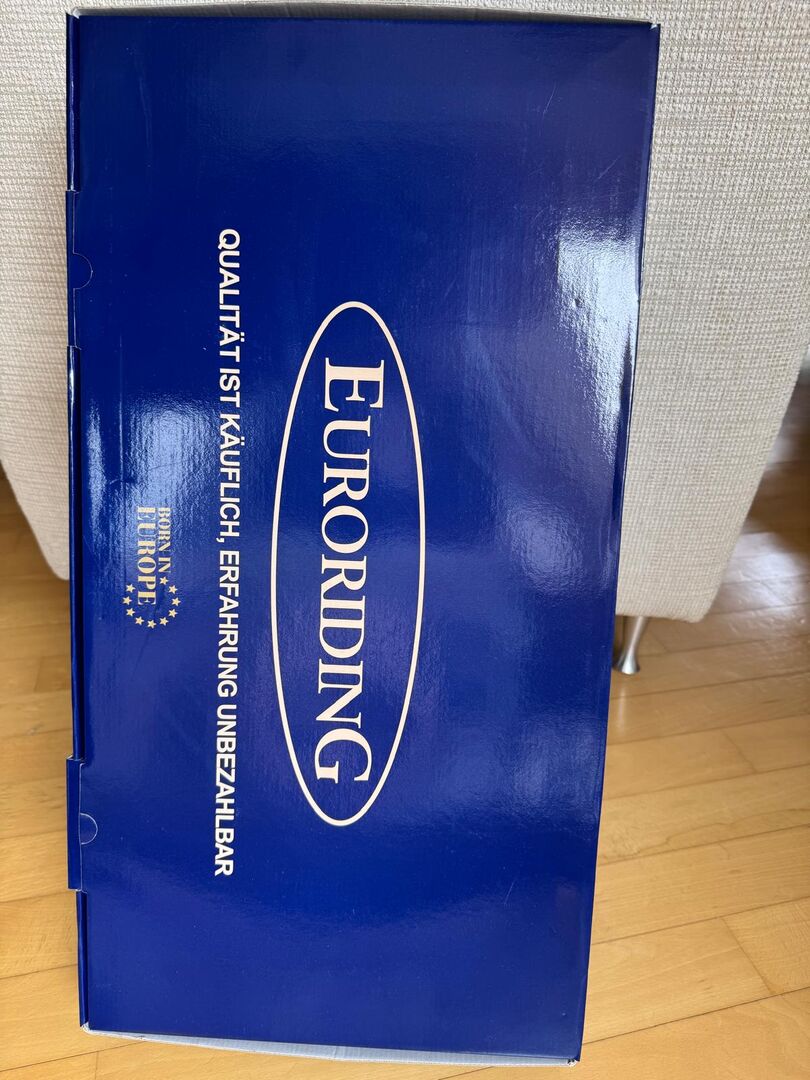 EURORIDING
QUALITÄT IST KÄUFLICH, ERFAHRUNG UNBEZAHLBAR
BORN IN
EUROPE